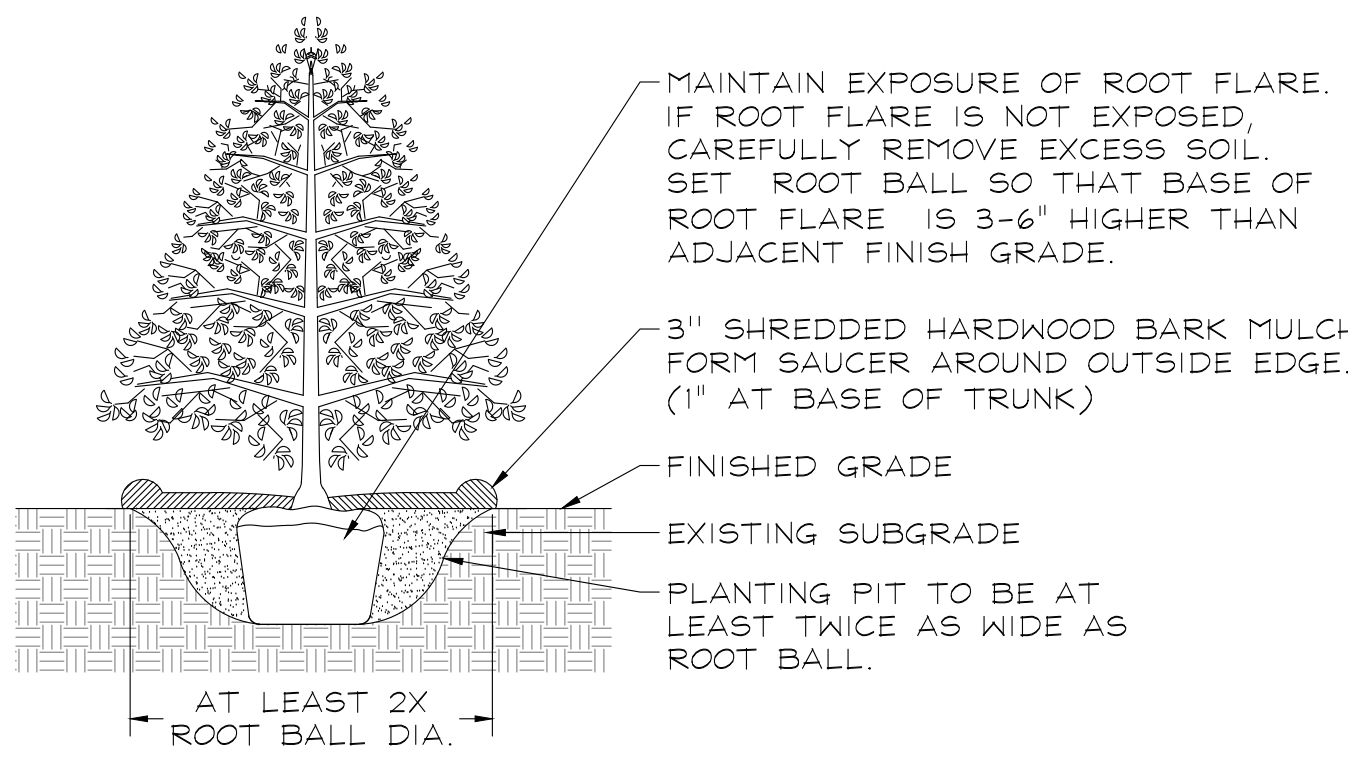 MAINTAIN EXPOSURE OF ROOT FLARE.
IF ROOT FLARE IS NOT EXPOSED,
CAREFULLY REMOVE EXCESS SOIL.
SET ROOT BALL SO THAT BASE OF
ROOT FLARE IS 3-6" HIGHER THAN
ADJACENT FINISH GRADE.
3" SHREDDED HARDWOOD BARK MULCH
FORM SAUCER AROUND OUTSIDE EDGE.
(1" AT BASE OF TRUNK)
FINISHED GRADE
EXISTING SUBGRADE
PLANTING PIT TO BE AT
LEAST TWICE AS WIDE AS
ROOT BALL.
AT LEAST 2X
ROOT BALL DIA.